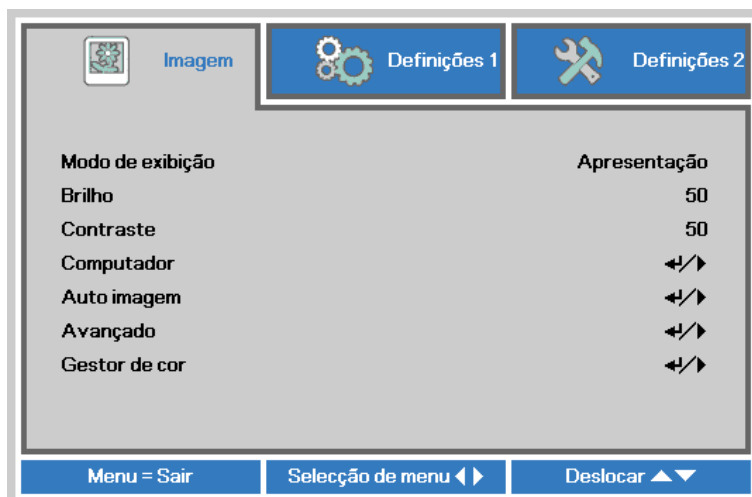 Imagem Definições 1 Definições 2
Modo de exibição Apresentação
Brilho 50
Contraste 50
Computador
Auto imagem
Avançado
Gestor de cor
Menu = Sair Selecção de menu Deslocar